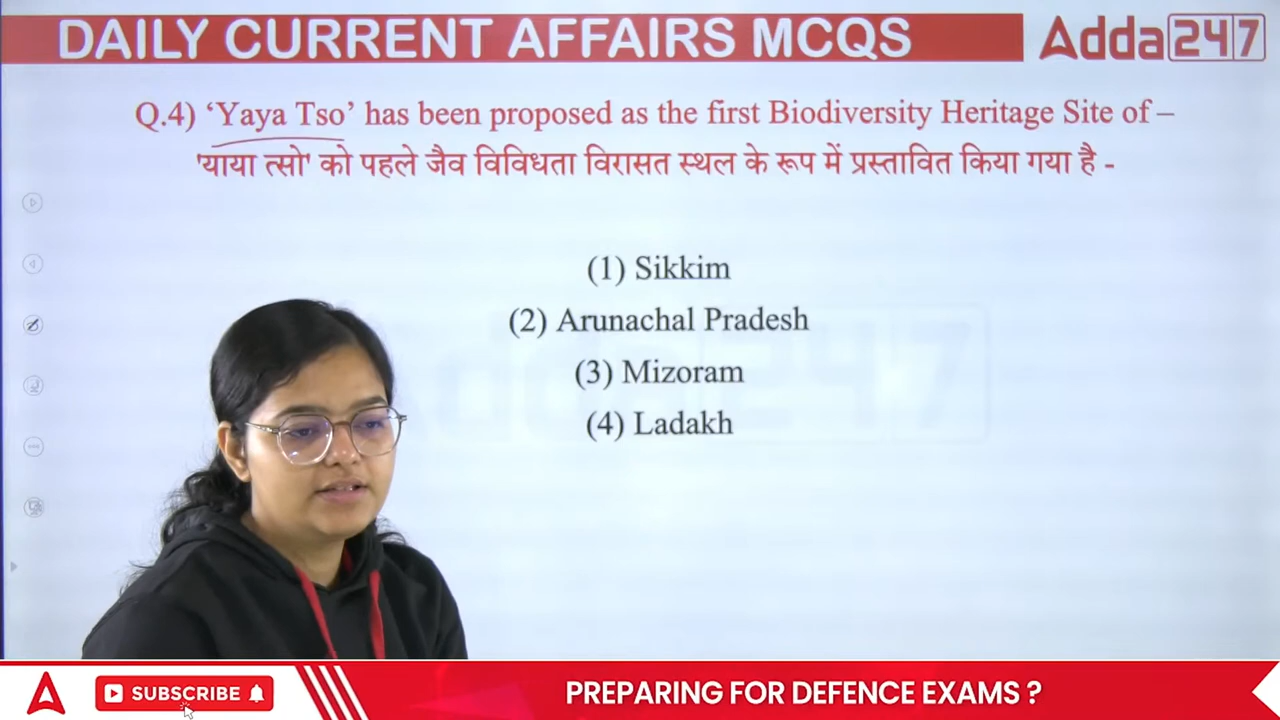 DAILY CURRENT AFFAIRS MCQS
Adda247
Q.4) ‘Yaya Tso’ has been proposed as the first Biodiversity Heritage Site of –
'याया त्सो' को पहले जैव विविधता विरासत स्थल के रूप में प्रस्तावित किया गया है -
(1) Sikkim
(2) Arunachal Pradesh
(3) Mizoram
(4) Ladakh
Adda247
SUBSCRIBE
PREPARING FOR DEFENCE EXAMS ?